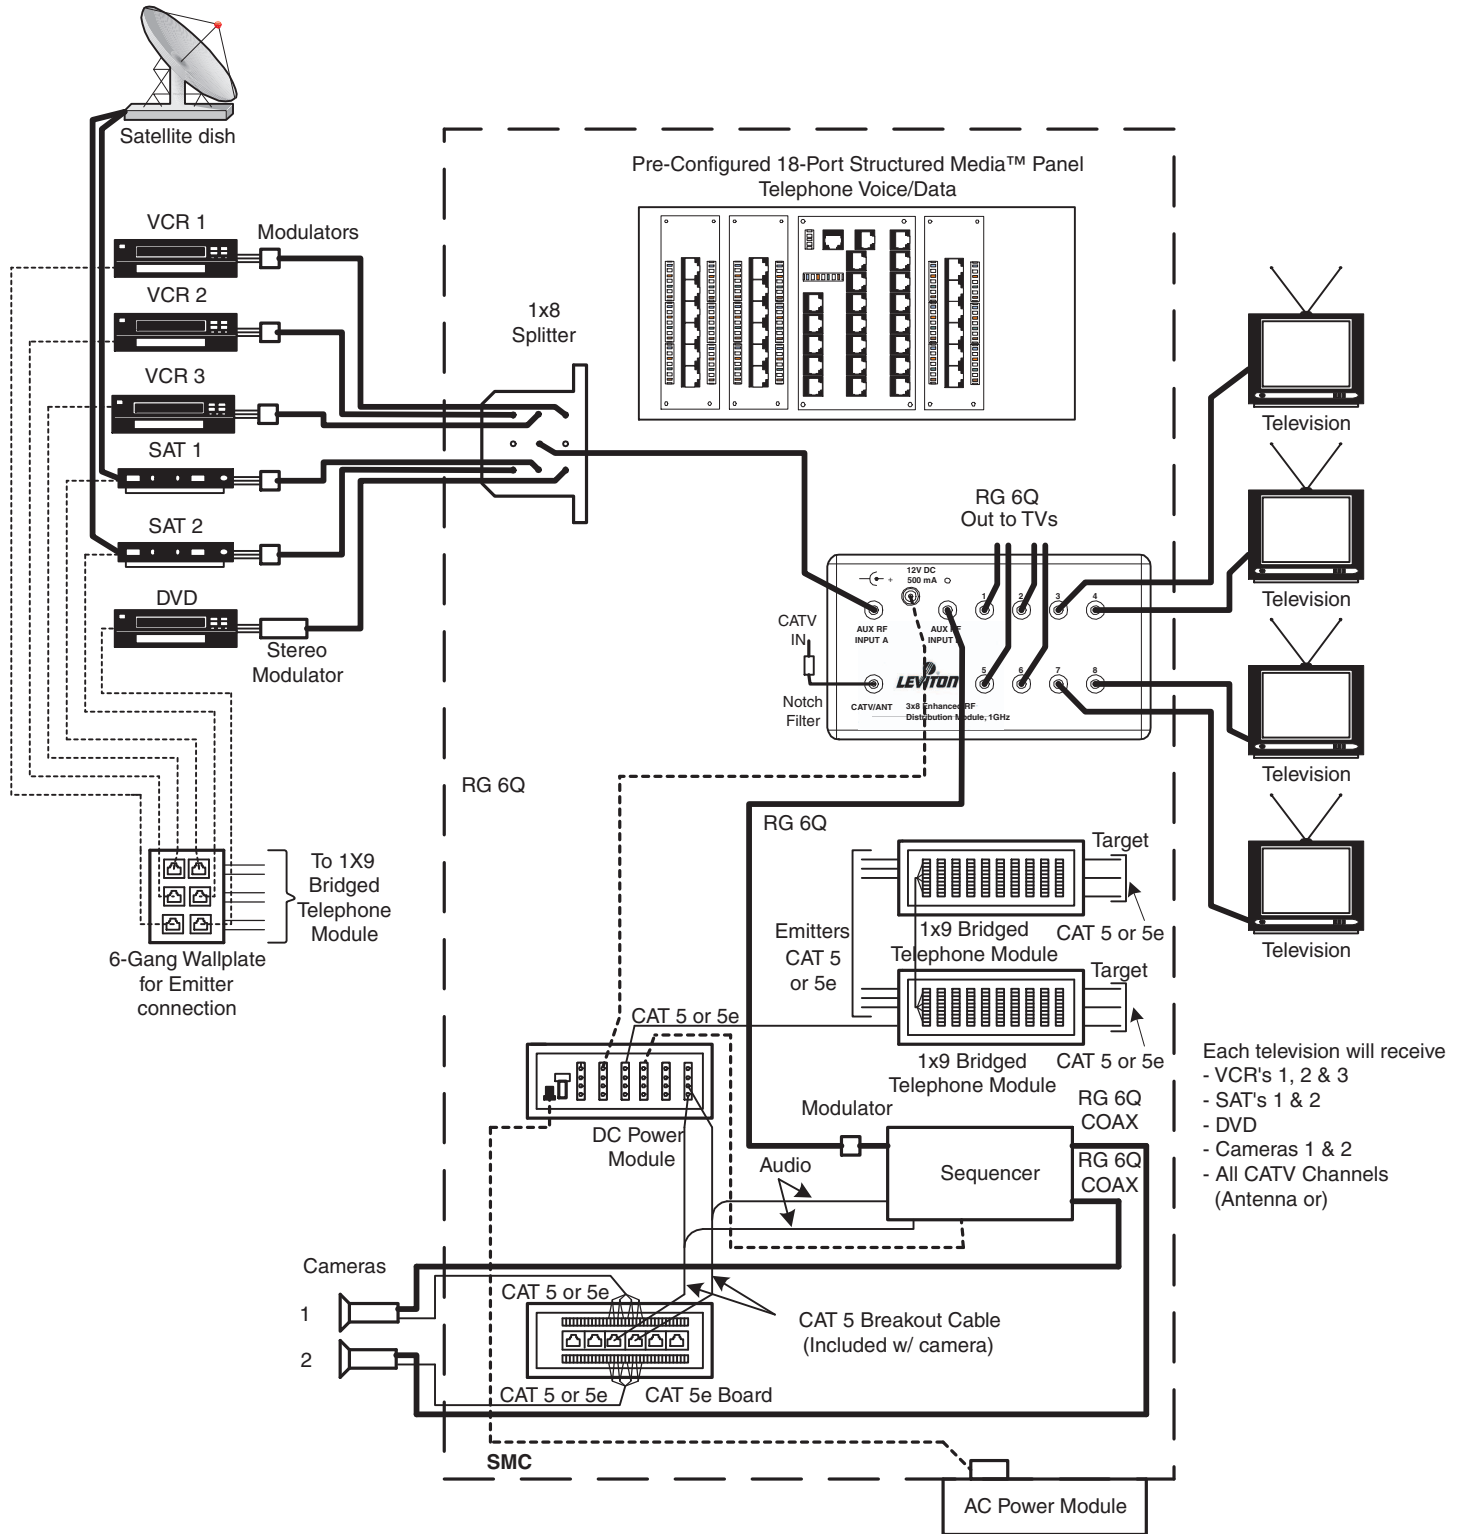 Satellite dish
Pre-Configured 18-Port Structured Media™ Panel
Telephone Voice/Data
VCR 1
Modulators
VCR 2
1x8
Splitter
VCR 3
Television
SAT 1
RG 6Q
Out to TVs
SAT 2
12V DC
500 mA
+
DVD
1
2
3
4
Television
CATV
IN
AUX RF
INPUT A
AUX RF
INPUT
Stereo
Modulator
5
6
7
8
LEVITON
Notch
Filter
CATV/ANT
3x8 Enhanced RF
Distribution Module, 1GHz
RG 6Q
Television
RG 6Q
Target
To 1X9
Bridged
Telephone
Module
Emitters
CAT 5
or 5e
1x9 Bridged
Telephone Module
CAT 5 or 5e
Television
6-Gang Wallplate
for Emitter
connection
Target
CAT 5 or 5e
1x9 Bridged
Telephone Module
CAT 5 or 5e
Each television will receive
- VCR's 1, 2 & 3
- SAT's 1 & 2
- DVD
- Cameras 1 & 2
- All CATV Channels
(Antenna or)
DC Power
Module
Modulator
RG 6Q
COAX
RG 6Q
COAX
Audio
Sequencer
Cameras
1
2
CAT 5 or 5e
CAT 5 Breakout Cable
(Included w/ camera)
CAT 5 or 5e
CAT 5e Board
SMC
AC Power Module